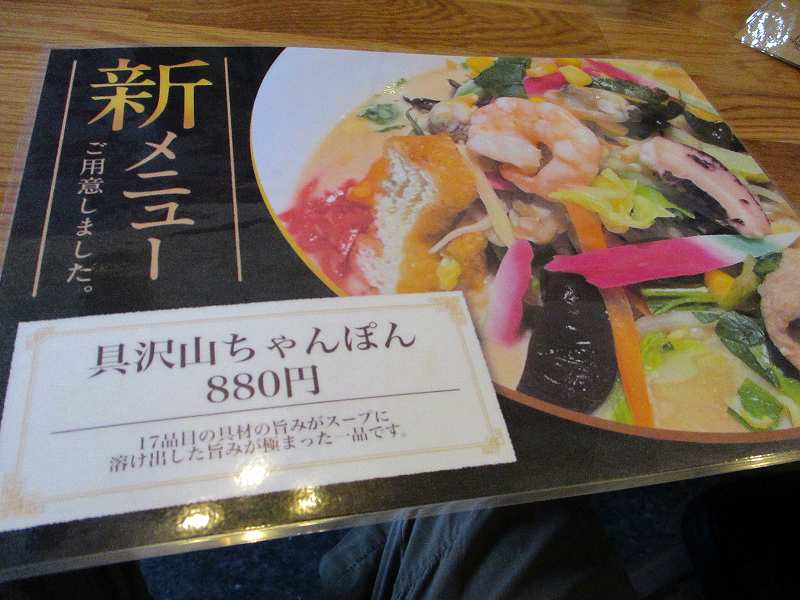 新メニュー
ご用意しました。
具沢山ちゃんぽん
880円
17品目の具材の旨みがスープに
溶け出した旨みが極まった一品です。